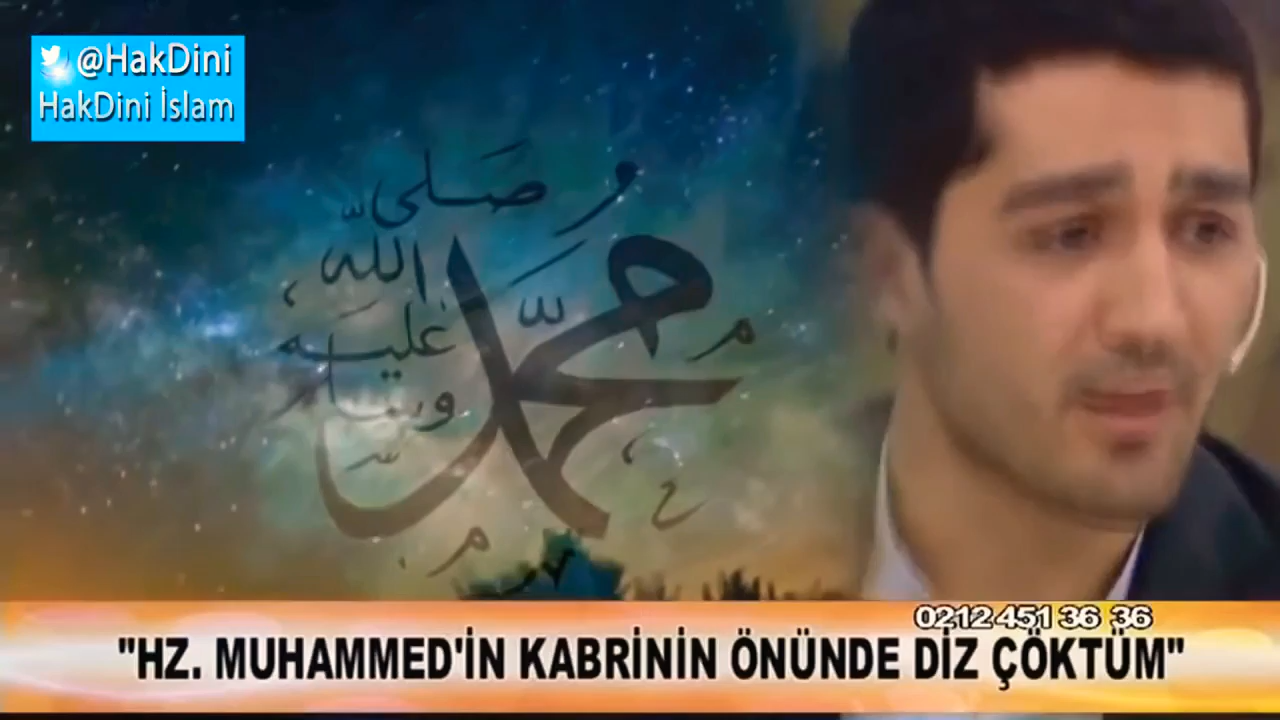 @HakDini
HakDini İslam
صلى
الله
عليه
وسلم
محمد
0212 451 36 36
"HZ. MUHAMMED'İN KABRİNİN ÖNÜNDE DİZ ÇÖKTÜM"